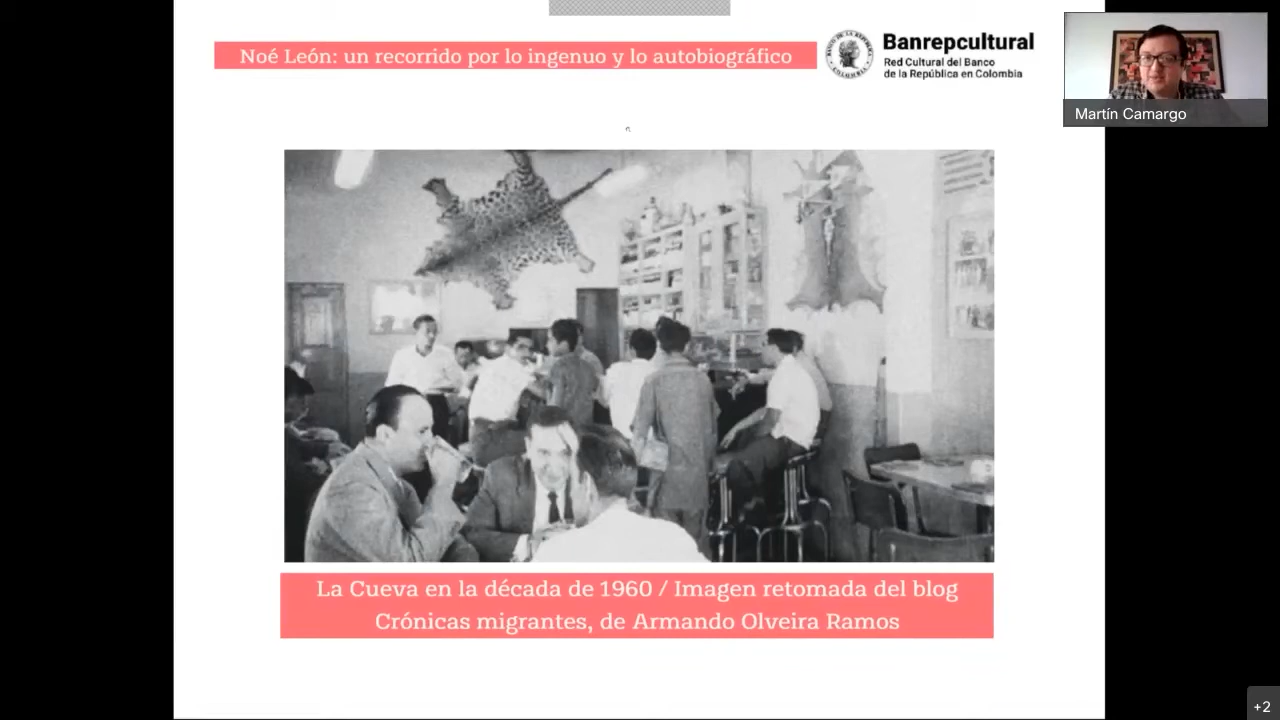 Noé León: un recorrido por lo ingenuo y lo autobiográfico
Banrepcultural
Red Cultural del Banco
de la República en Colombia
Martín Camargo
La Cueva en la década de 1960 / Imagen retomada del blog
Crónicas migrantes, de Armando Olveira Ramos
+2